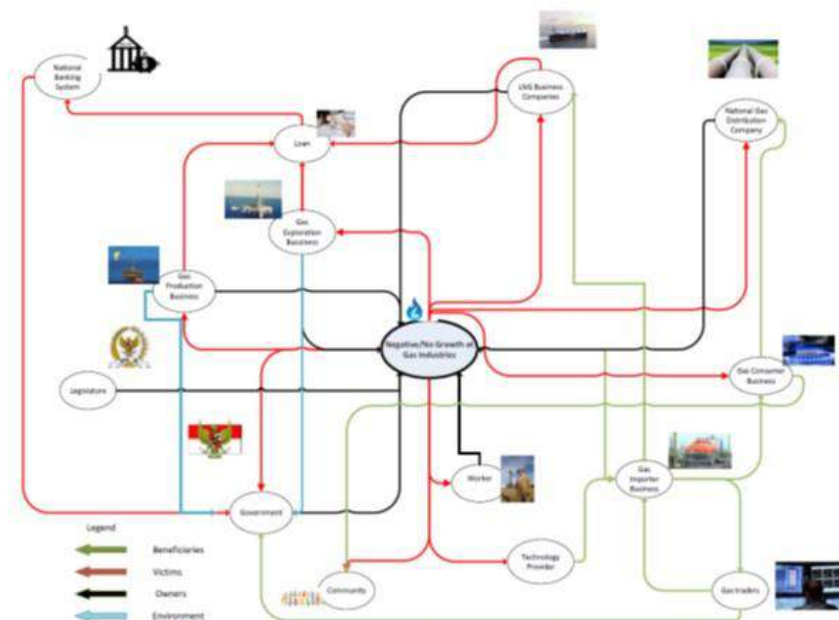 National
Banking
System
LNG Business
Companies
National Gas
Distribution
Company
Loan
Gas
Exploration
Bussiness
Gas
Production
Business
Negative/No Growth of
Gas Industries
Legislature
Gas Consumer
Business
Gas
Importer
Business
Worker
Government
Technology
Provider
Community
Gas traders
Legend
Beneficiaries
Victims
Owners
Environment